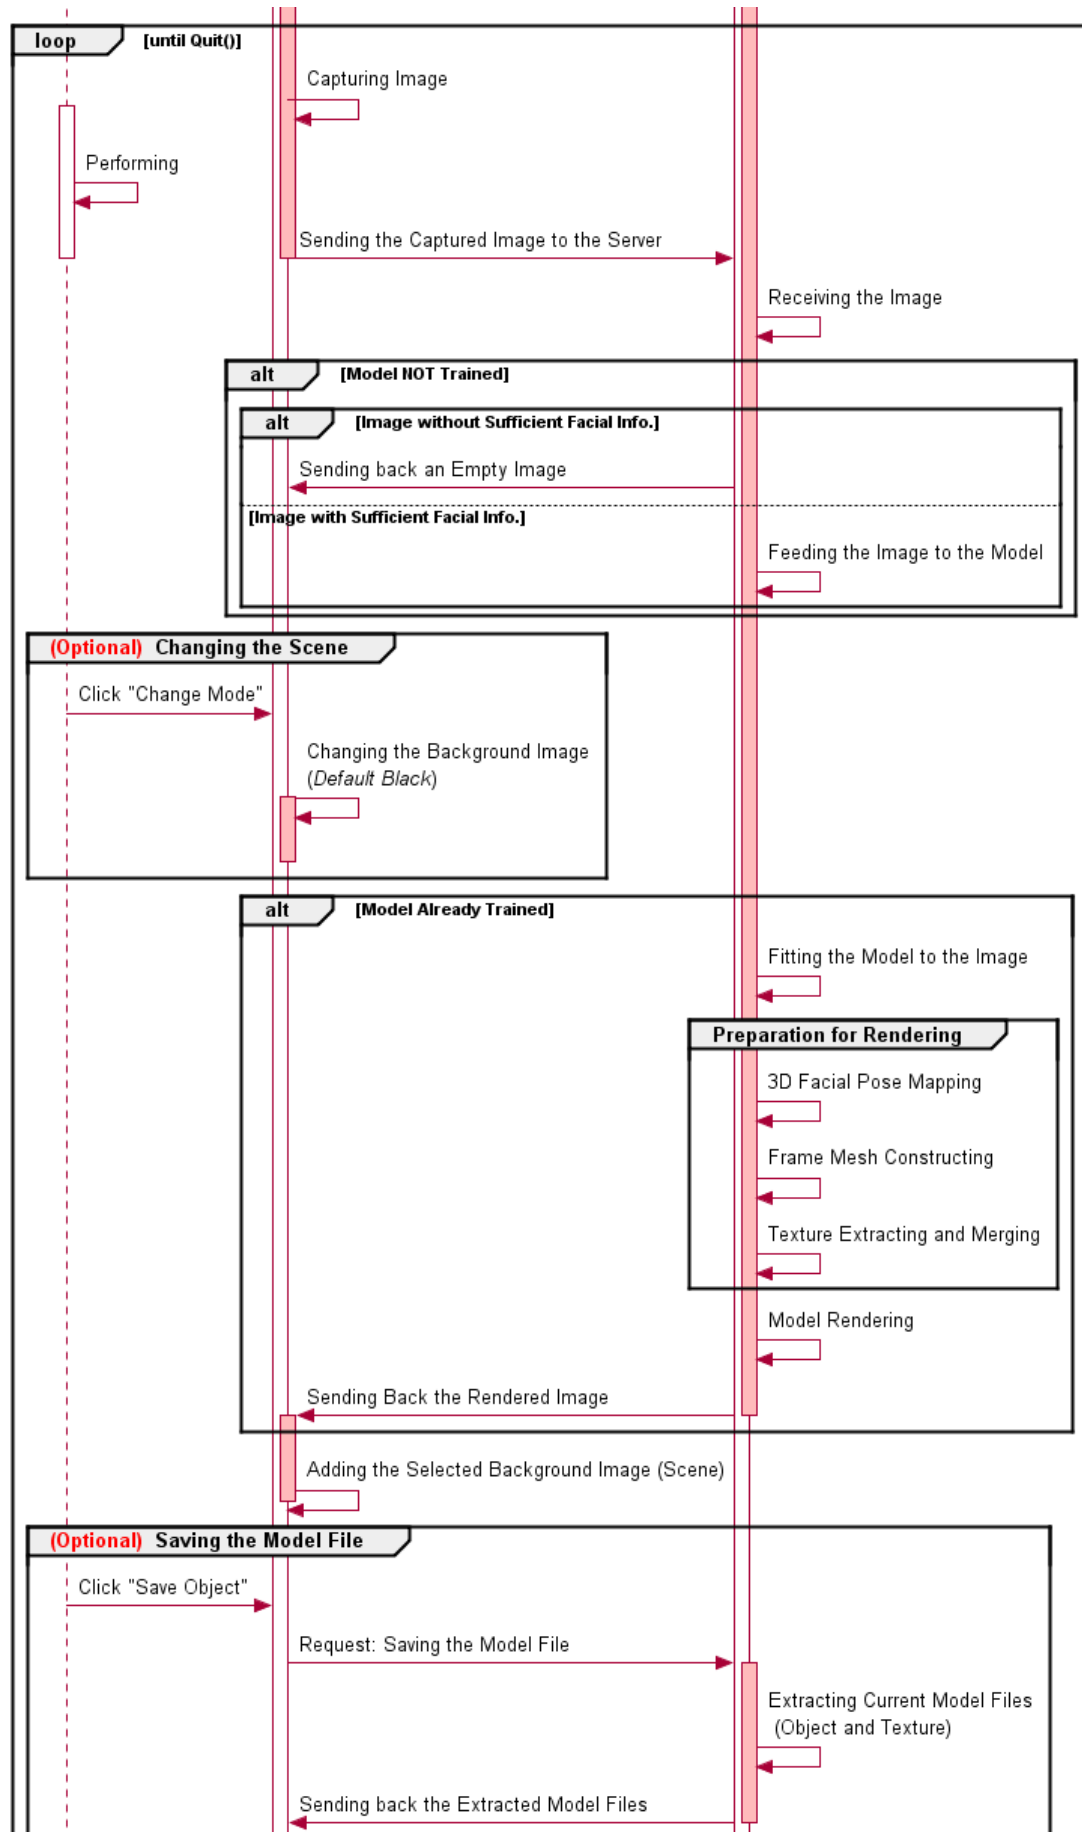 loop [until Quit()]
Capturing Image
Performing
Sending the Captured Image to the Server
Receiving the Image
alt [Model NOT Trained]
alt [Image without Sufficient Facial Info.]
Sending back an Empty Image
[Image with Sufficient Facial Info.]
Feeding the Image to the Model
(Optional) Changing the Scene
Click "Change Mode"
Changing the Background Image
(Default Black)
alt [Model Already Trained]
Fitting the Model to the Image
Preparation for Rendering
3D Facial Pose Mapping
Frame Mesh Constructing
Texture Extracting and Merging
Model Rendering
Sending Back the Rendered Image
Adding the Selected Background Image (Scene)
(Optional) Saving the Model File
Click "Save Object"
Request: Saving the Model File
Extracting Current Model Files
(Object and Texture)
Sending back the Extracted Model Files